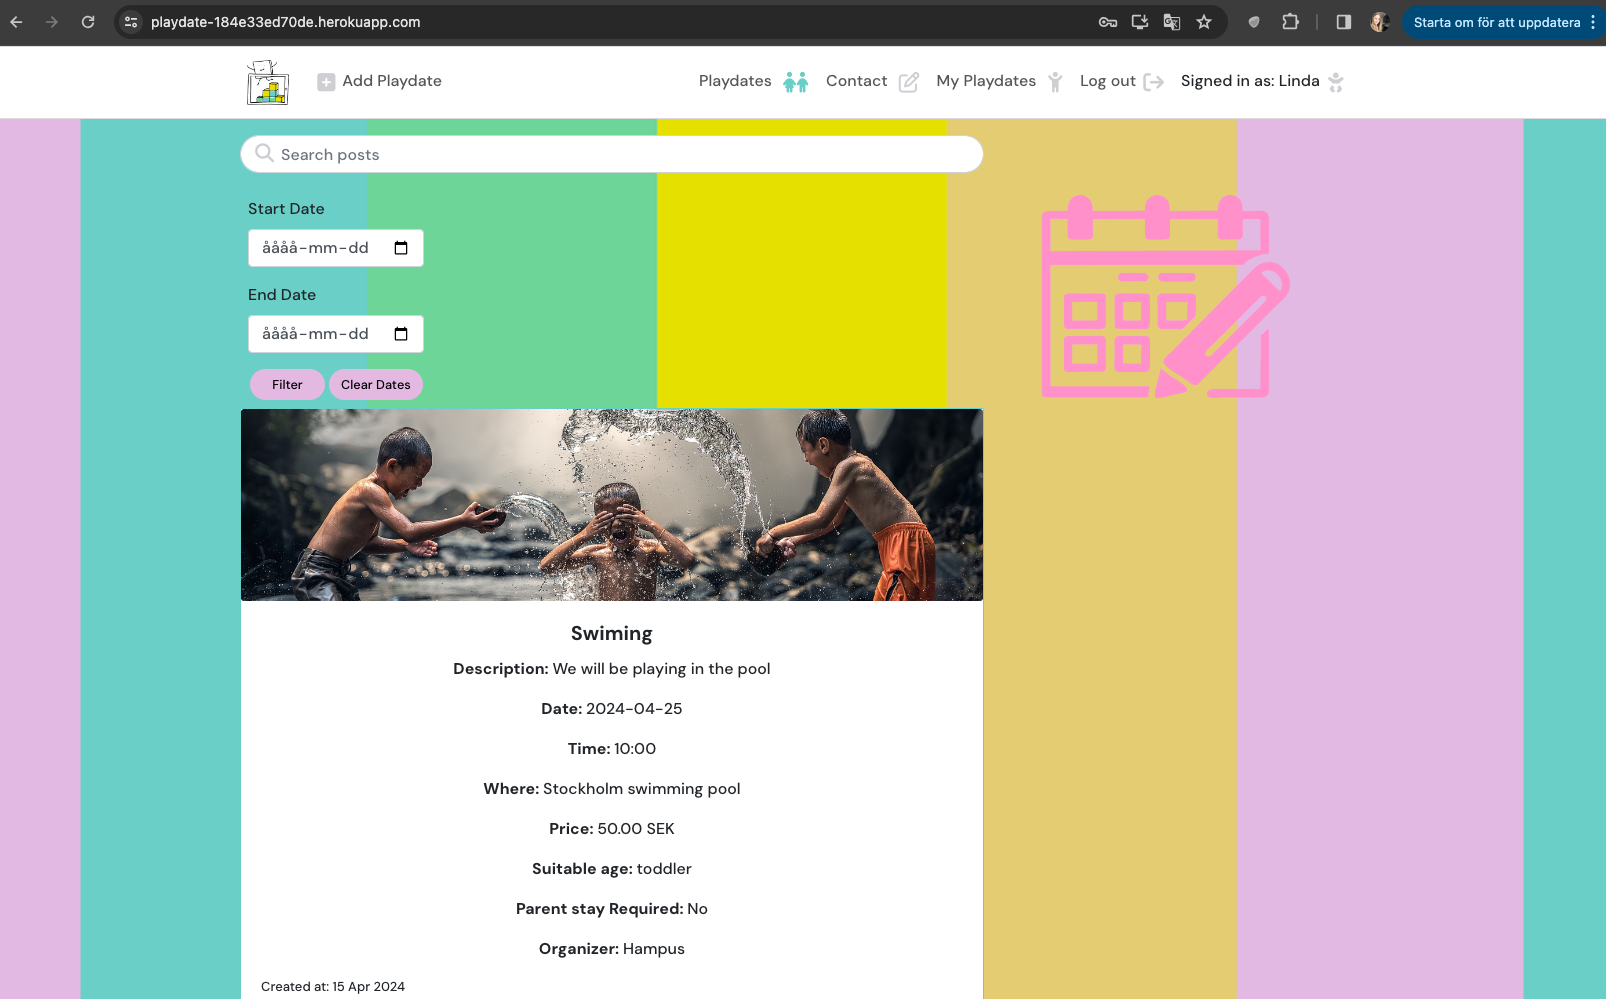 playdate-184e33ed70de.herokuapp.com
Starta om för att uppdatera
Add Playdate
Playdates
Contact
My Playdates
Log out
Signed in as: Linda
Search posts
Start Date
åååå-mm-dd
End Date
åååå-mm-dd
Filter
Clear Dates
Swiming
Description: We will be playing in the pool
Date: 2024-04-25
Time: 10:00
Where: Stockholm swimming pool
Price: 50.00 SEK
Suitable age: toddler
Parent stay Required: No
Organizer: Hampus
Created at: 15 Apr 2024